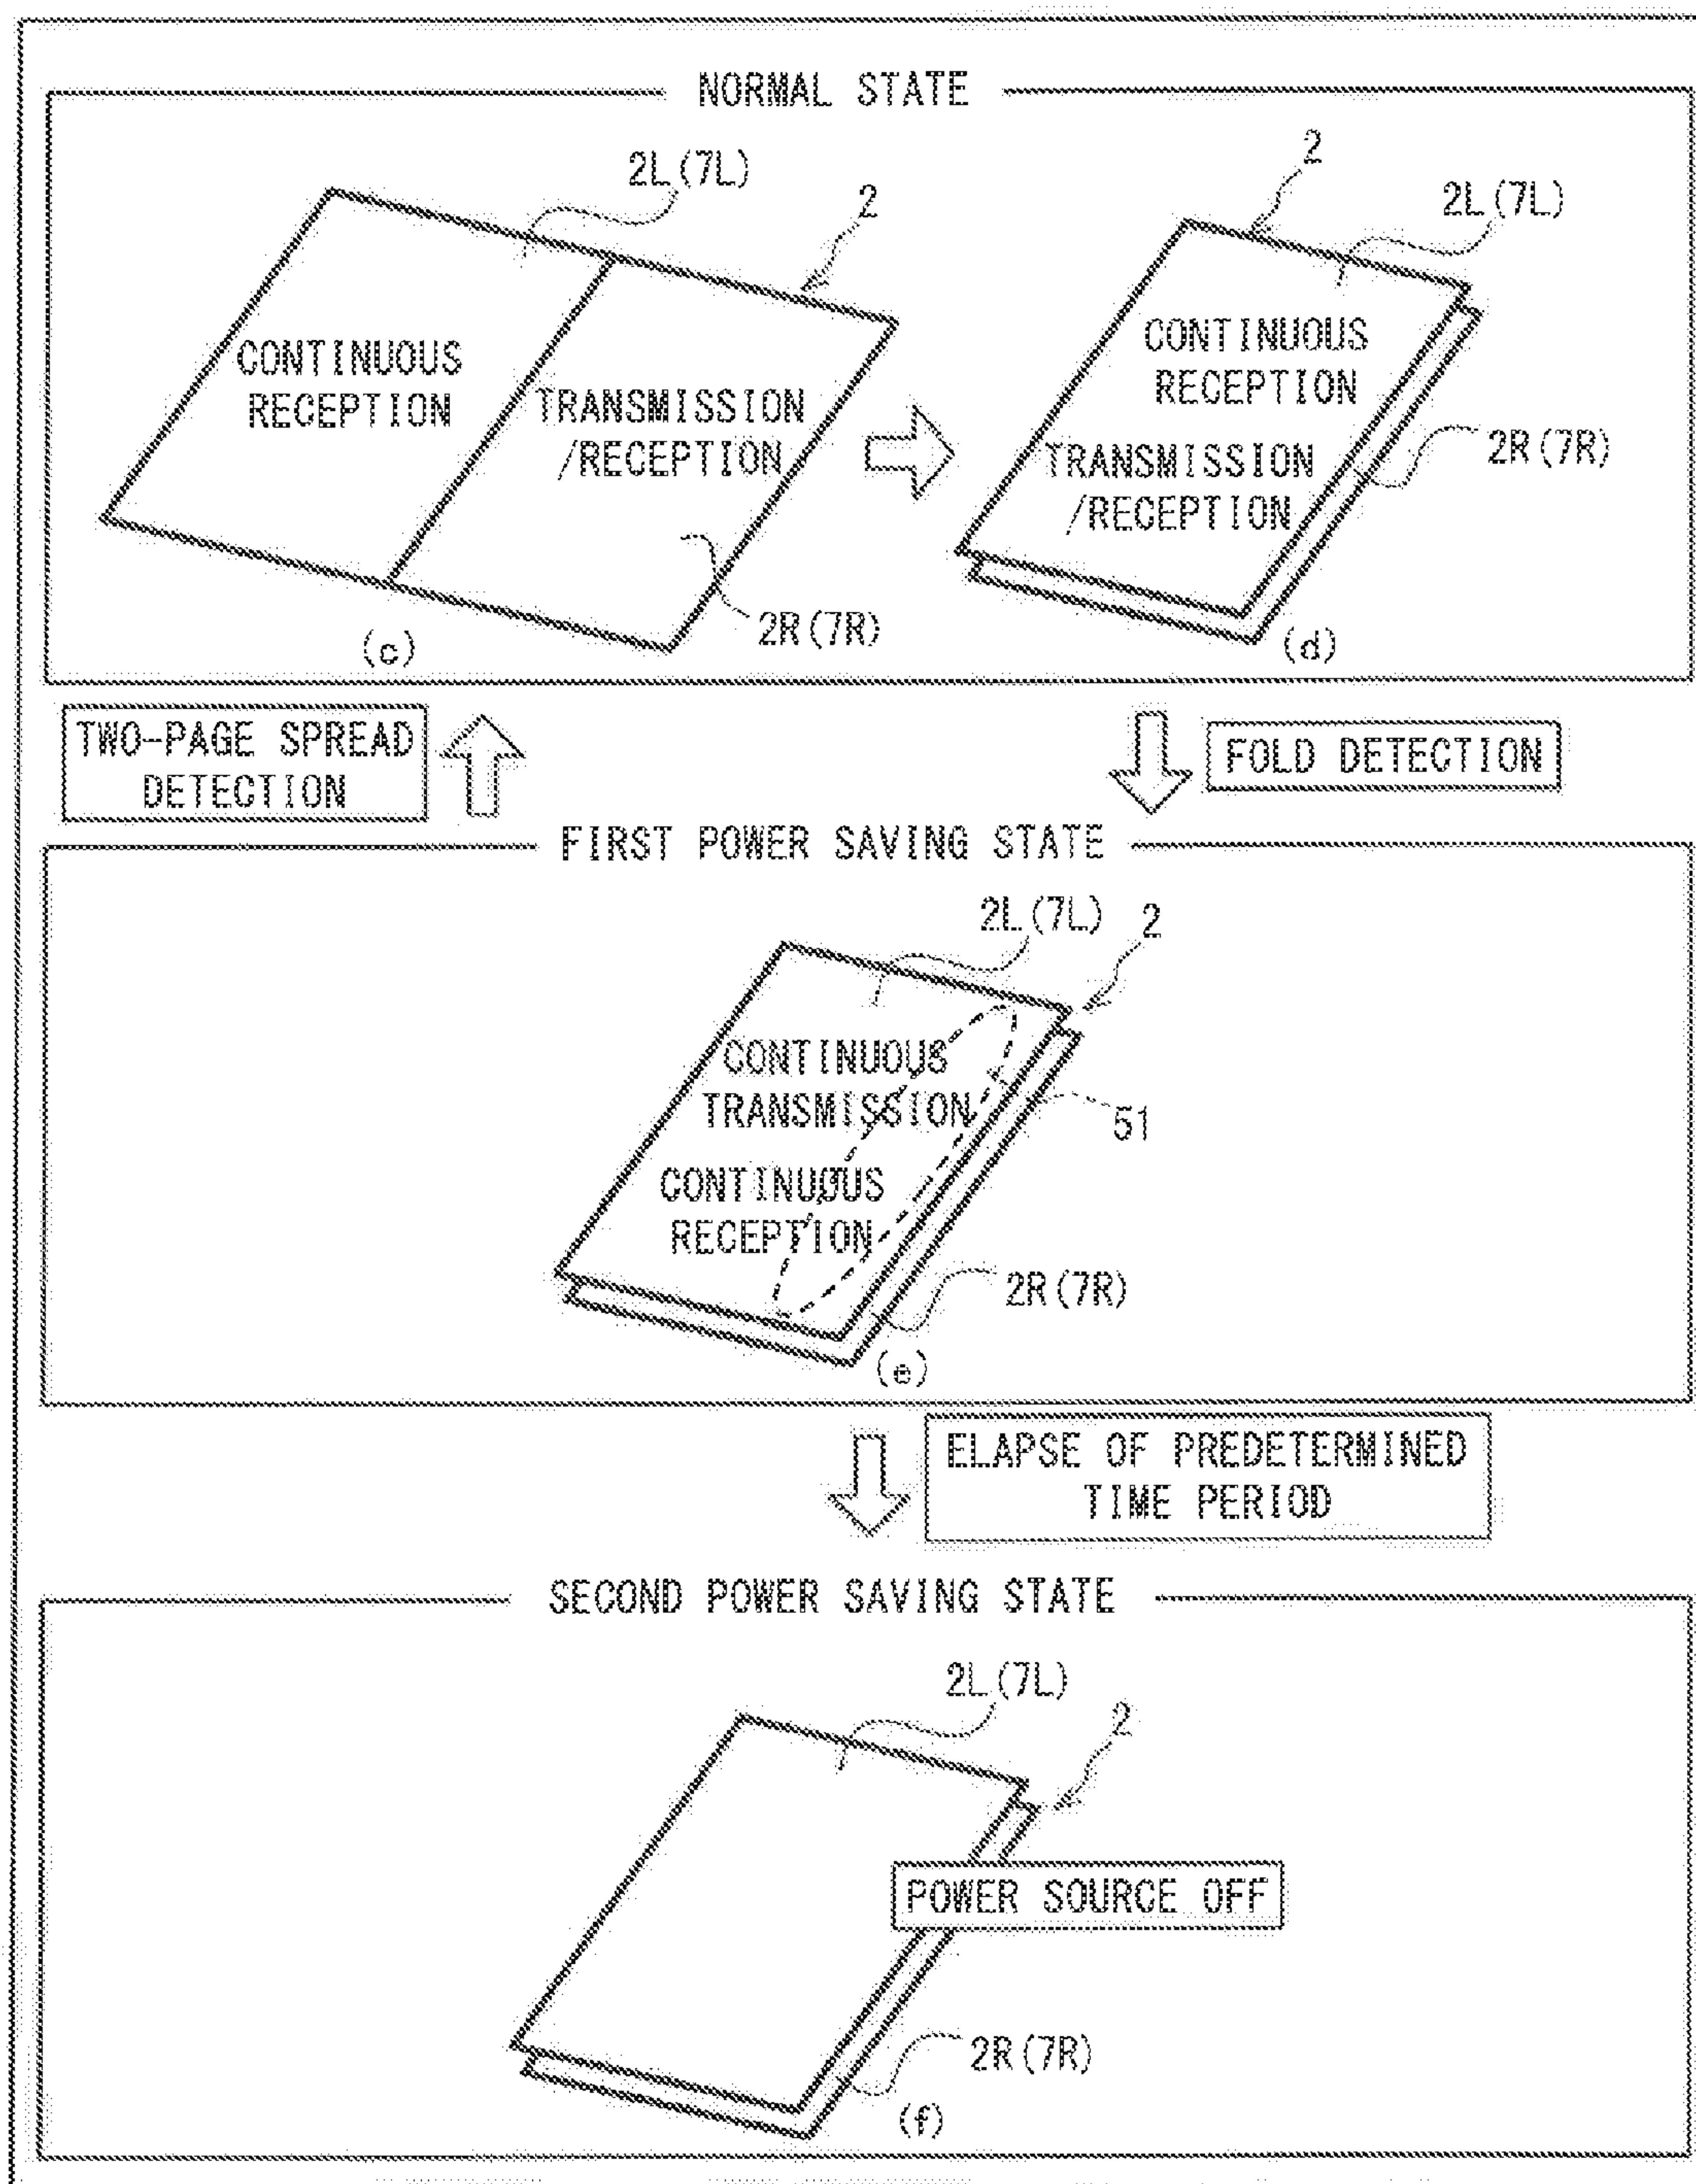 NORMAL STATE
2L(7L)
2
2
2L(7L)
CONTINUOUS
RECEPTION
TRANSMISSION
/RECEPTION
CONTINUOUS
RECEPTION
TRANSMISSION
/RECEPTION
2R(7R)
2R(7R)
(c)
(d)
TWO-PAGE SPREAD
DETECTION
FOLD DETECTION
FIRST POWER SAVING STATE
2L(7L)
2
CONTINUOUS
TRANSMISSION
51
CONTINUOUS
RECEPTION
2R(7R)
(e)
ELAPSE OF PREDETERMINED
TIME PERIOD
SECOND POWER SAVING STATE
2L(7L)
2
POWER SOURCE OFF
2R(7R)
(f)